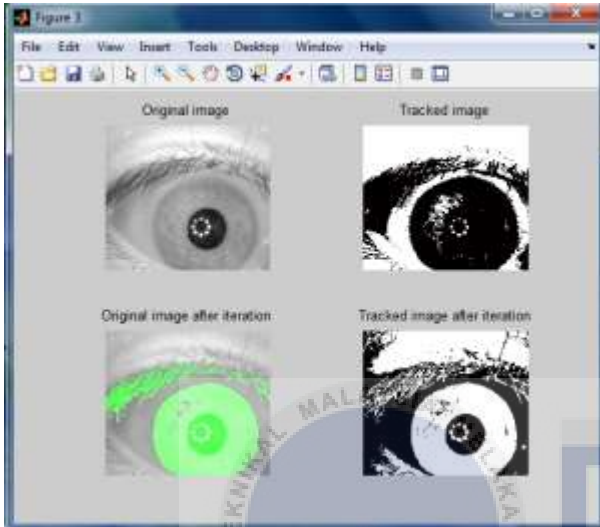 Figure 3
File Edit View Insert Tools Desktop Window Help
Original image
Tracked image
Original image after iteration
Tracked image after iteration